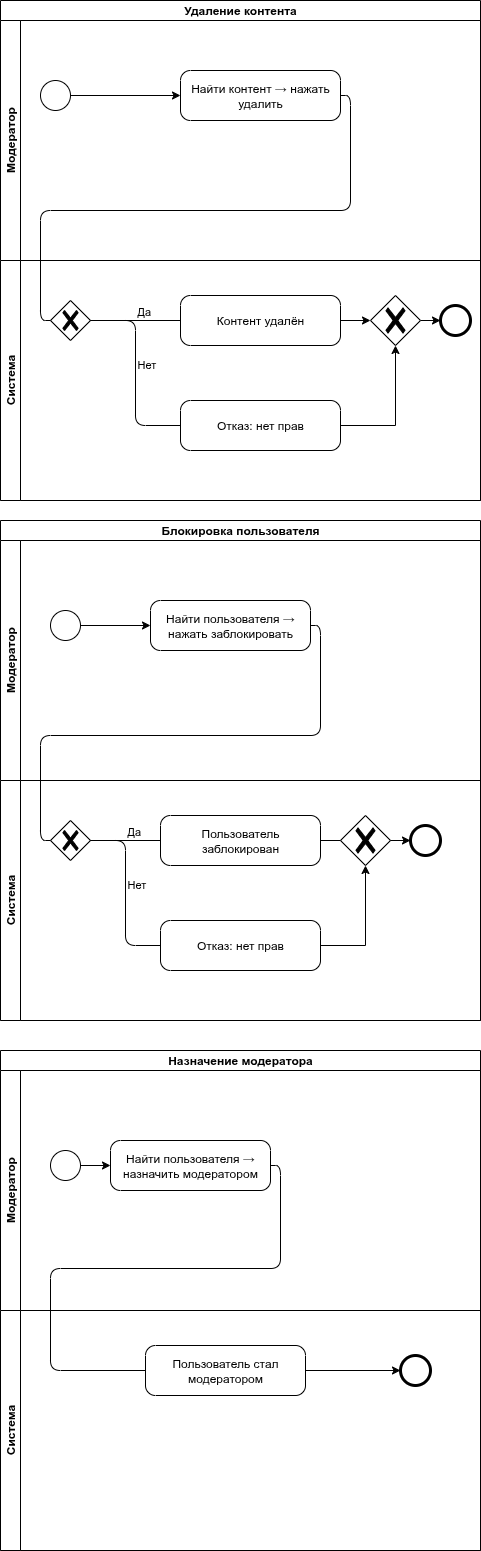 Удаление контента
Модератор
Найти контент → нажать
удалить
Система
Да
Контент удалён
Нет
Отказ: нет прав
Блокировка пользователя
Модератор
Найти пользователя →
нажать заблокировать
Система
Да
Пользователь
заблокирован
Нет
Отказ: нет прав
Назначение модератора
Модератор
Найти пользователя →
назначить модератором
Система
Пользователь стал
модератором